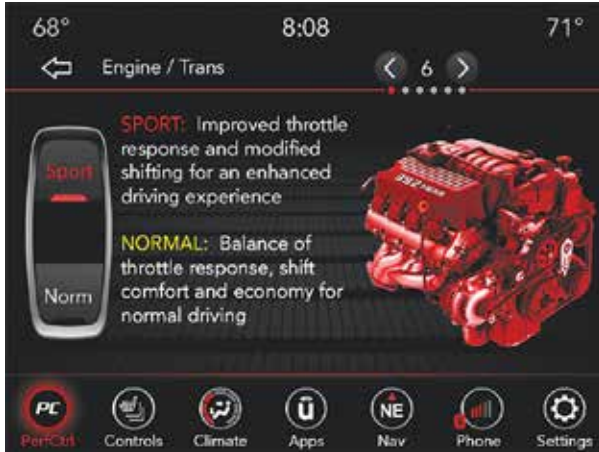 68° 8:08 71°
Engine / Trans 6
SPORT: Improved throttle
response and modified
shifting for an enhanced
driving experience
Sport
NORMAL: Balance of
throttle response, shift
comfort and economy for
normal driving
Norm
392 HEMI
PC
NE
PerfCtrl Controls Climate Apps Nav Phone Settings